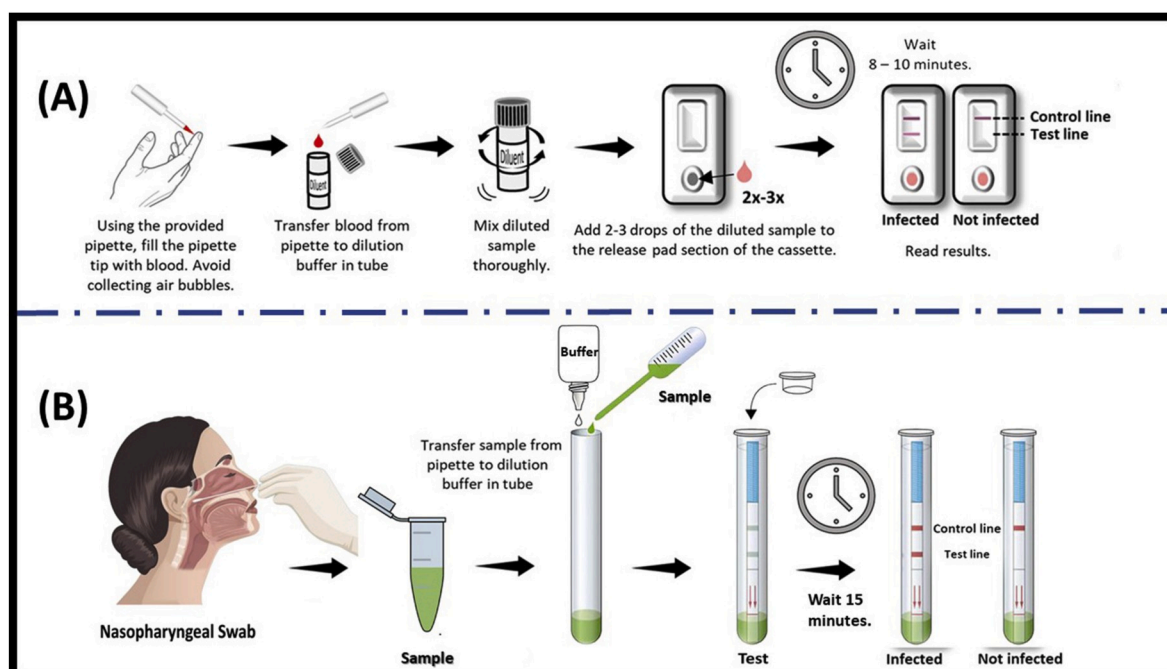 (A)
Using the provided
pipette, fill the pipette
tip with blood. Avoid
collecting air bubbles.
Diluent
Transfer blood from
pipette to dilution
buffer in tube
Diluent
Mix diluted
sample
thoroughly.
2x-3x
Add 2-3 drops of the diluted sample to
the release pad section of the cassette.
Wait
8 – 10 minutes.
Control line
Test line
Infected
Not infected
Read results.
(B)
Nasopharyngeal Swab
Sample
Buffer
Sample
Transfer sample from
pipette to dilution
buffer in tube
Test
Wait 15
minutes.
Control line
Test line
Infected
Not infected